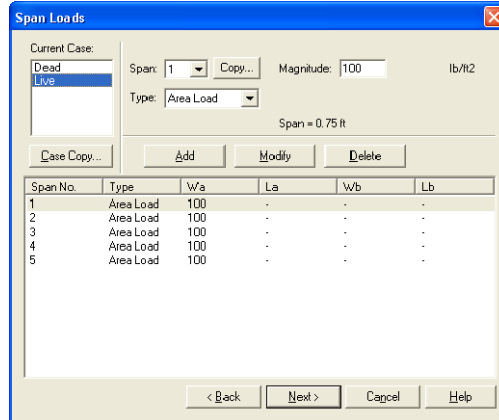 Span Loads
Current Case:
Dead
Live
Span: 1 Copy... Magnitude: 100 lb/ft2
Type: Area Load
Span = 0.75 ft
Case Copy... Add Modify Delete
Span No. Type Wa La Wb Lb
1 Area Load 100 - - -
2 Area Load 100 - - -
3 Area Load 100 - - -
4 Area Load 100 - - -
5 Area Load 100 - - -
< Back Next > Cancel Help